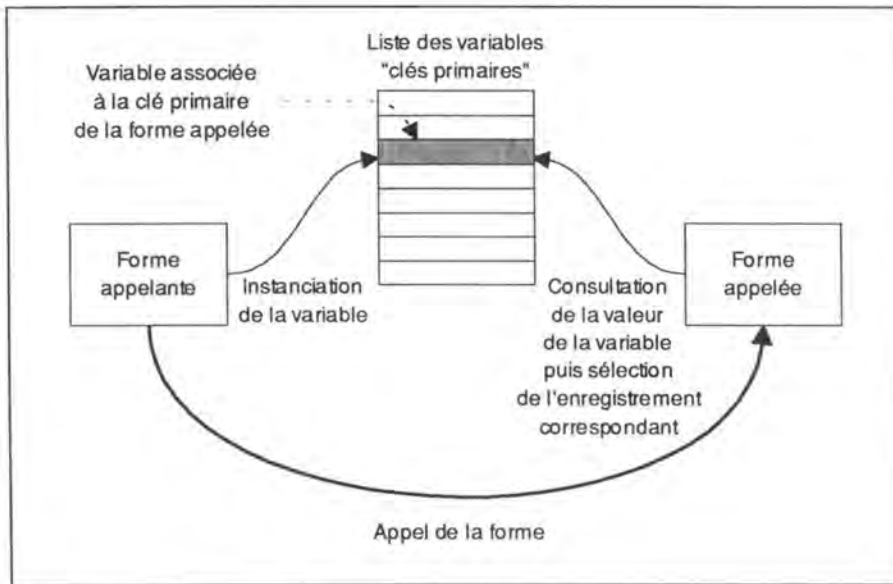 Liste des variables
"clés primaires"
Variable associée
à la clé primaire
de la forme appelée
Forme
appelante
Instanciation
de la variable
Consultation
de la valeur
de la variable
puis sélection
de l'enregistrement
correspondant
Forme
appelée
Appel de la forme